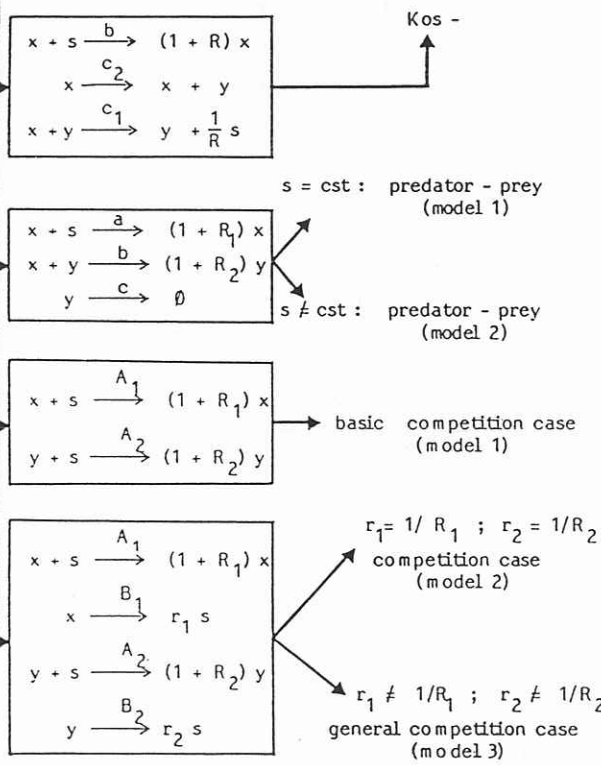 Kos -
x + s —b→ (1 + R) x
x —c₂→ x + y
x + y —c₁→ y + 1/R s
s = cst : predator - prey
(model 1)
x + s —a→ (1 + R₁) x
x + y —b→ (1 + R₂) y
y —c→ Ø
s ≠ cst : predator - prey
(model 2)
x + s —A₁→ (1 + R₁) x
y + s —A₂→ (1 + R₂) y
basic competition case
(model 1)
x + s —A₁→ (1 + R₁) x
x —B₁→ r₁ s
y + s —A₂→ (1 + R₂) y
y —B₂→ r₂ s
r₁ = 1/ R₁ ; r₂ = 1/R₂
competition case
(model 2)
r₁ ≠ 1/R₁ ; r₂ ≠ 1/R₂
general competition case
(model 3)